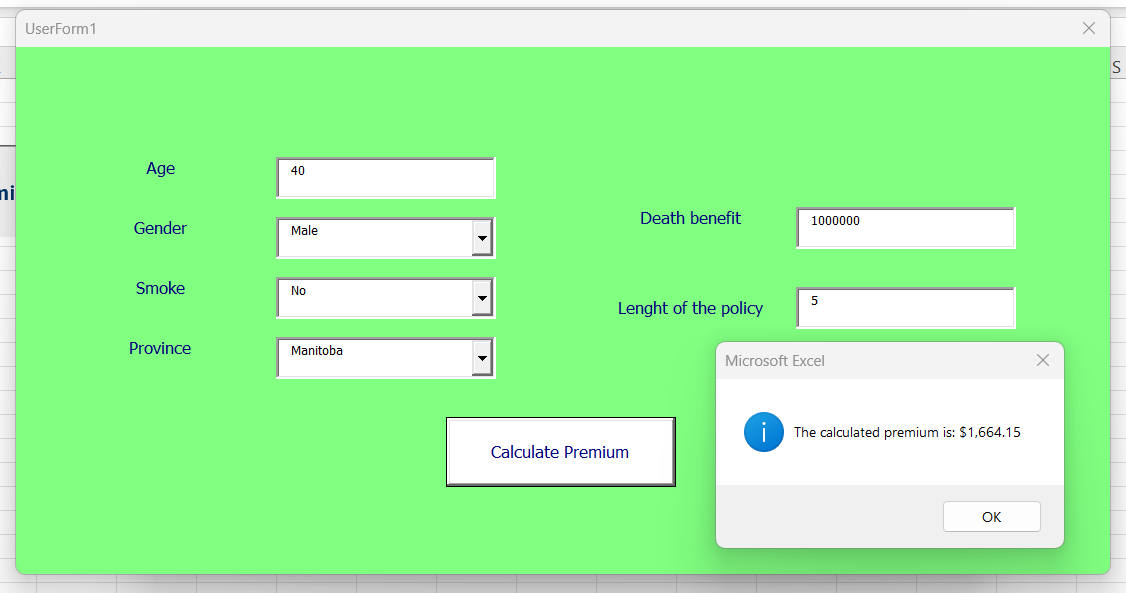 UserForm1
S
mi
Age
40
Gender
Male
Smoke
No
Province
Manitoba
Death benefit
1000000
Lenght of the policy
5
Calculate Premium
Microsoft Excel
The calculated premium is: $1,664.15
OK